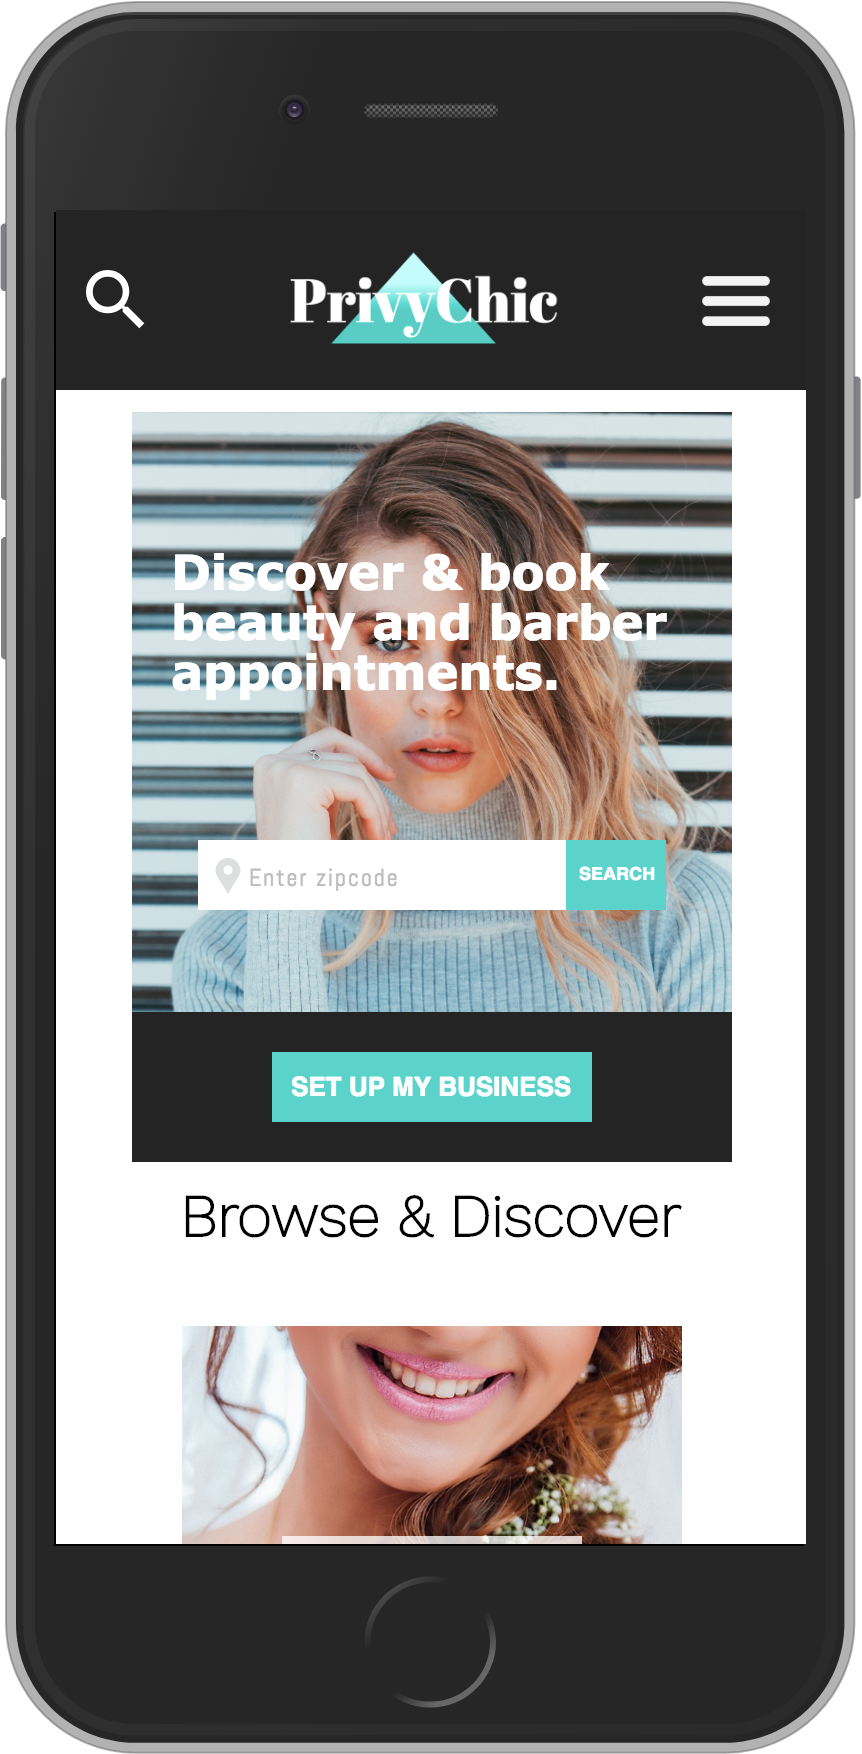 PrivyChic
Discover & book
beauty and barber
appointments.
Enter zipcode
SEARCH
SET UP MY BUSINESS
Browse & Discover